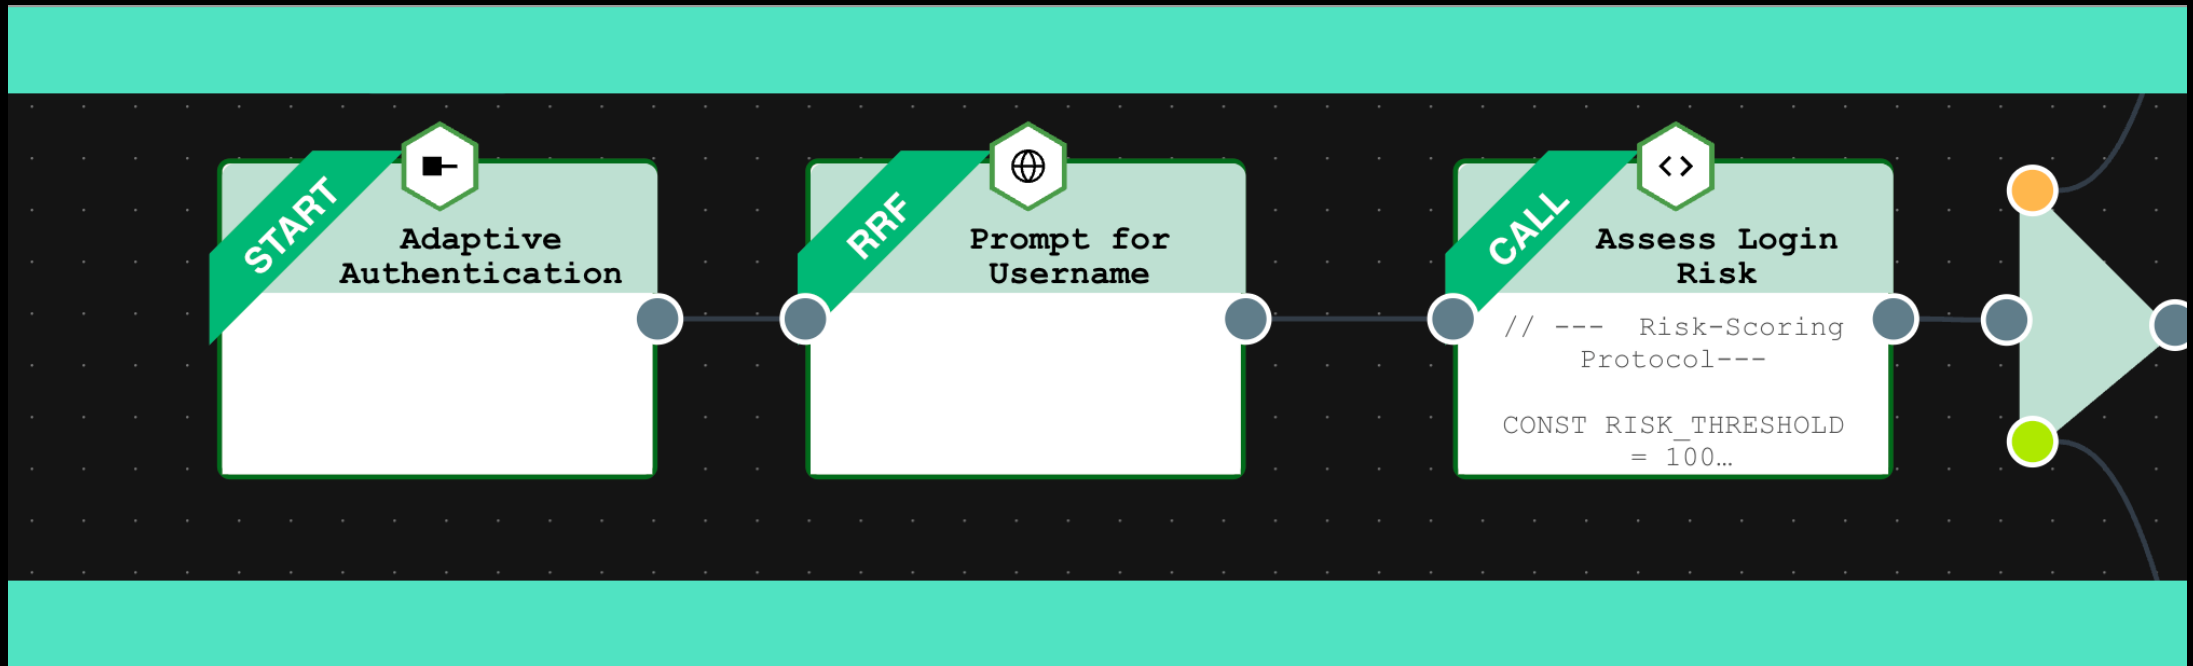 START
Adaptive
Authentication
RRF
Prompt for
Username
CALL
Assess Login
Risk
// --- Risk-Scoring
Protocol---
CONST RISK_THRESHOLD
= 100…